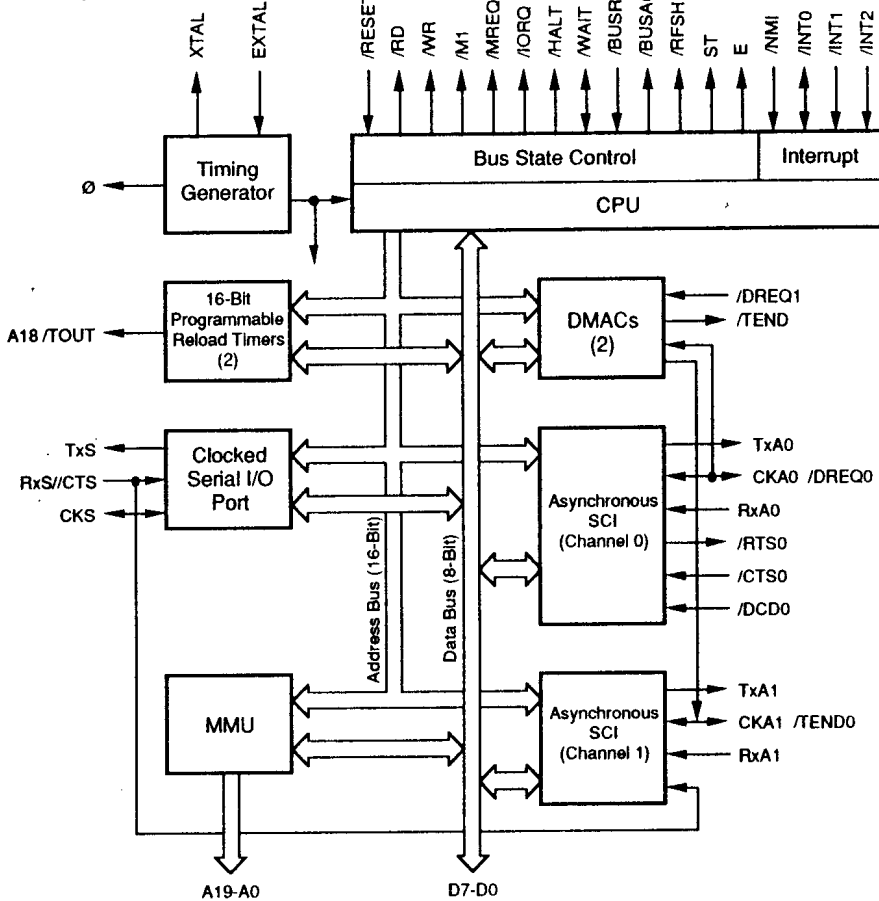 XTAL
EXTAL
/RESET
/RD
/WR
/M1
/MREQ
/IORQ
/HALT
/WAIT
/BUSR
/BUSA
/RFSH
ST
E
/NMI
/INT0
/INT1
/INT2
Timing
Generator
Bus State Control
Interrupt
CPU
Ø
16-Bit
Programmable
Reload Timers
(2)
A18 /TOUT
DMACs
(2)
/DREQ1
/TEND
TxS
RxS//CTS
CKS
Clocked
Serial I/O
Port
Address Bus (16-Bit)
Data Bus (8-Bit)
Asynchronous
SCI
(Channel 0)
TxA0
CKA0 /DREQ0
RxA0
/RTS0
/CTS0
/DCD0
MMU
Asynchronous
SCI
(Channel 1)
TxA1
CKA1 /TEND0
RxA1
A19-A0
D7-D0